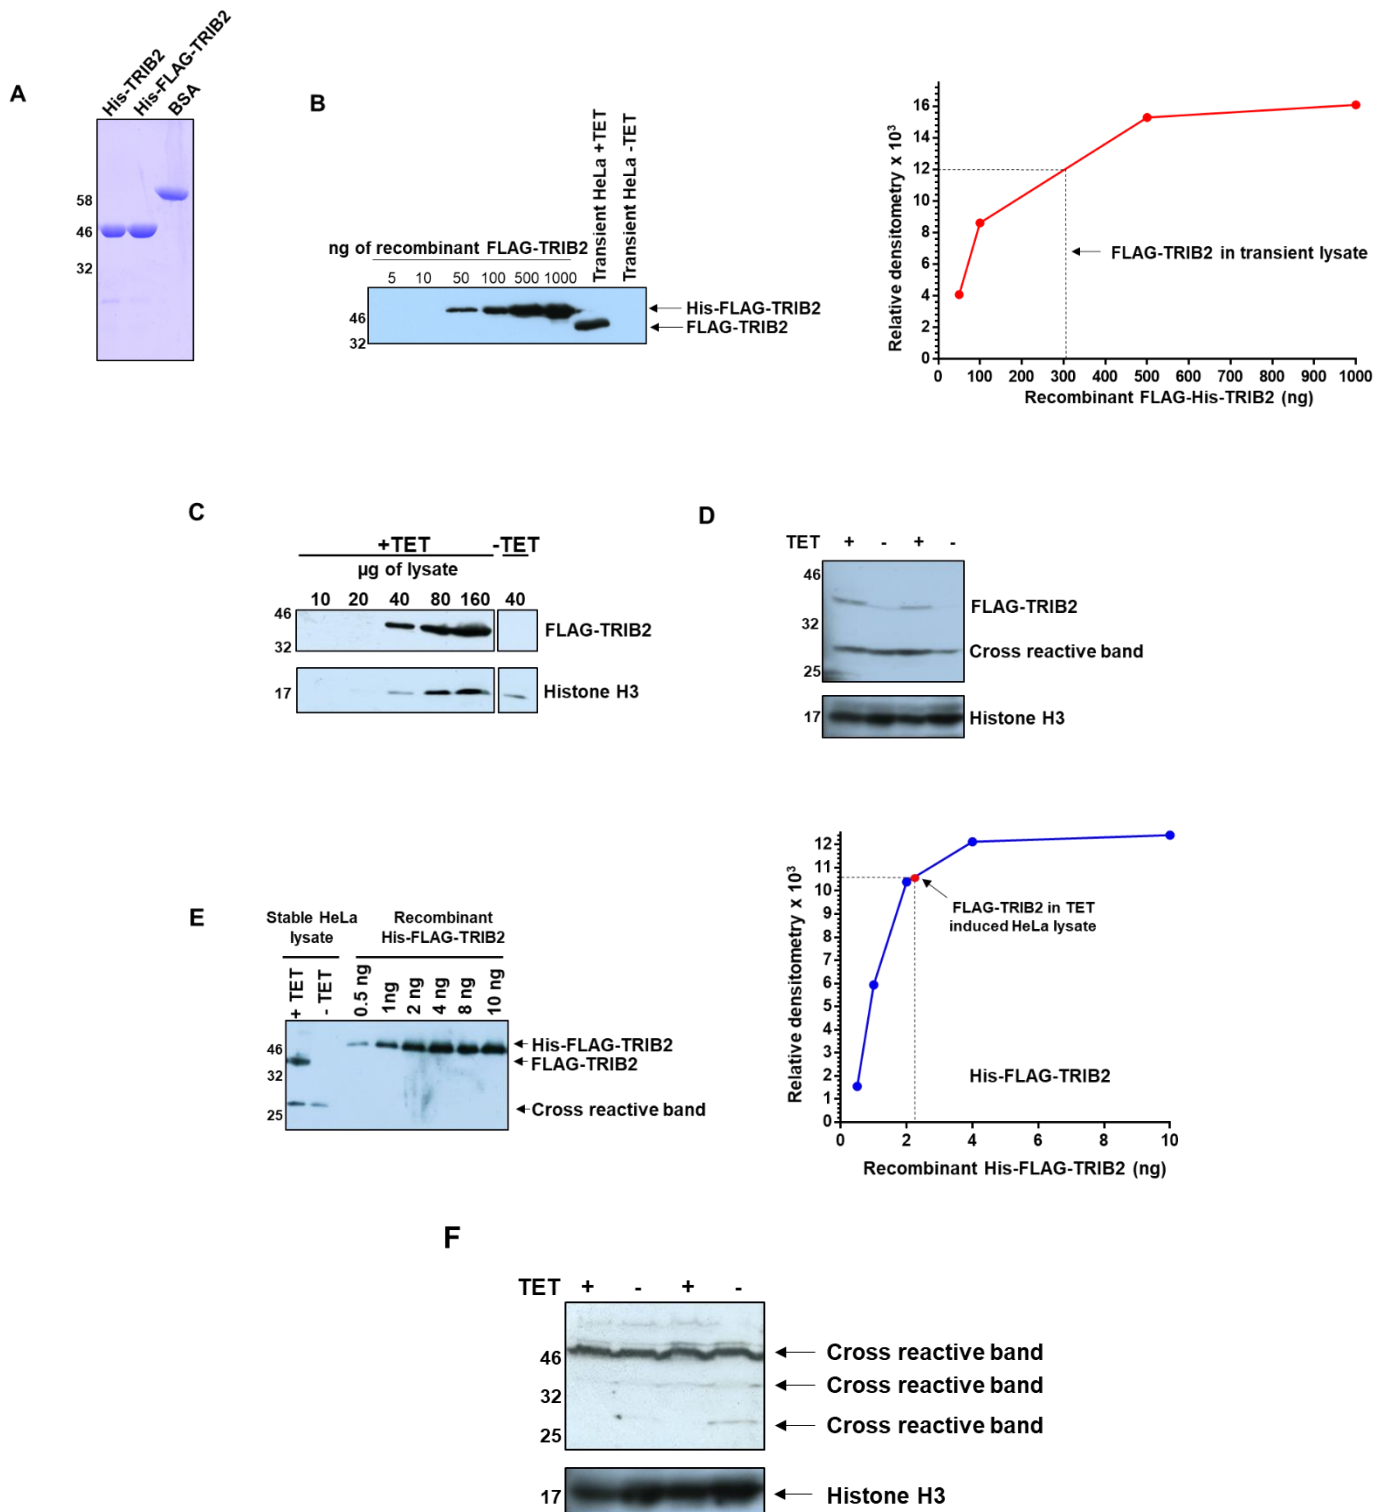 A
His-TRIB2
His-FLAG-TRIB2
BSA
58
46
32
B
ng of recombinant FLAG-TRIB2
5 10 50 100 500 1000
Transient HeLa +TET
Transient HeLa -TET
46
32
His-FLAG-TRIB2
FLAG-TRIB2
Relative densitometry x 10³
16
14
12
10
8
6
4
2
0
FLAG-TRIB2 in transient lysate
0 100 200 300 400 500 600 700 800 900 1000
Recombinant FLAG-His-TRIB2 (ng)
C
+TET -TET
µg of lysate
10 20 40 80 160 40
46
32
FLAG-TRIB2
17
Histone H3
D
TET + - + -
46
32
25
FLAG-TRIB2
Cross reactive band
17
Histone H3
E
Stable HeLa
lysate
Recombinant
His-FLAG-TRIB2
+ TET
- TET
0.5 ng
1ng
2 ng
4 ng
8 ng
10 ng
46
32
25
His-FLAG-TRIB2
FLAG-TRIB2
Cross reactive band
Relative densitometry x 10³
12
11
10
9
8
7
6
5
4
3
2
1
0
FLAG-TRIB2 in TET
induced HeLa lysate
His-FLAG-TRIB2
0 2 4 6 8 10
Recombinant His-FLAG-TRIB2 (ng)
F
TET + - + -
46
32
25
Cross reactive band
Cross reactive band
Cross reactive band
17
Histone H3